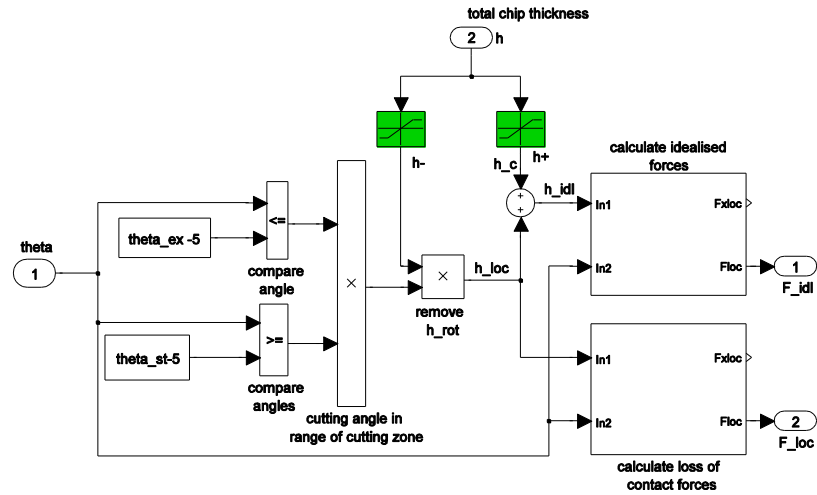 total chip thickness
2
h
h-
h_c
h+
calculate idealised
forces
h_idl
In1
Fxloc
In2
Floc
1
F_idl
theta
1
theta_ex -5
<=
compare
angle
theta_st-5
>=
compare
angles
×
cutting angle in
range of cutting zone
×
remove
h_rot
h_loc
+
+
In1
Fxloc
In2
Floc
2
F_loc
calculate loss of
contact forces